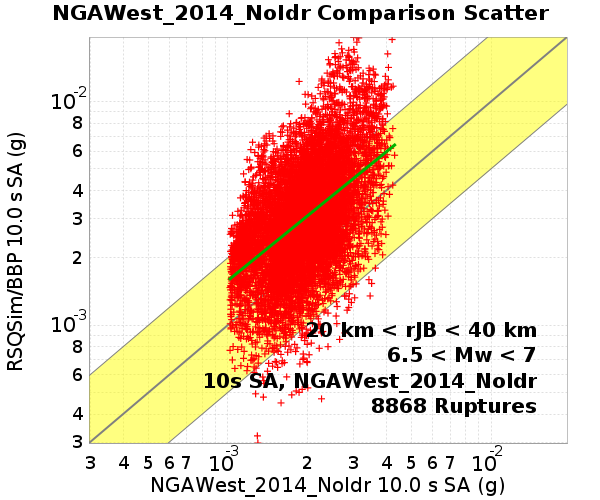 NGAWest_2014_NoIdr Comparison Scatter
RSQSim/BBP 10.0 s SA (g)
10-2
8
6
4
3
2
10-3
8
6
4
3
20 km < rJB < 40 km
6.5 < Mw < 7
10s SA, NGAWest_2014_NoIdr
8868 Ruptures
3 4 5 6 7 10-3 2 3 4 5 6 7 10-2
NGAWest_2014_NoIdr 10.0 s SA (g)